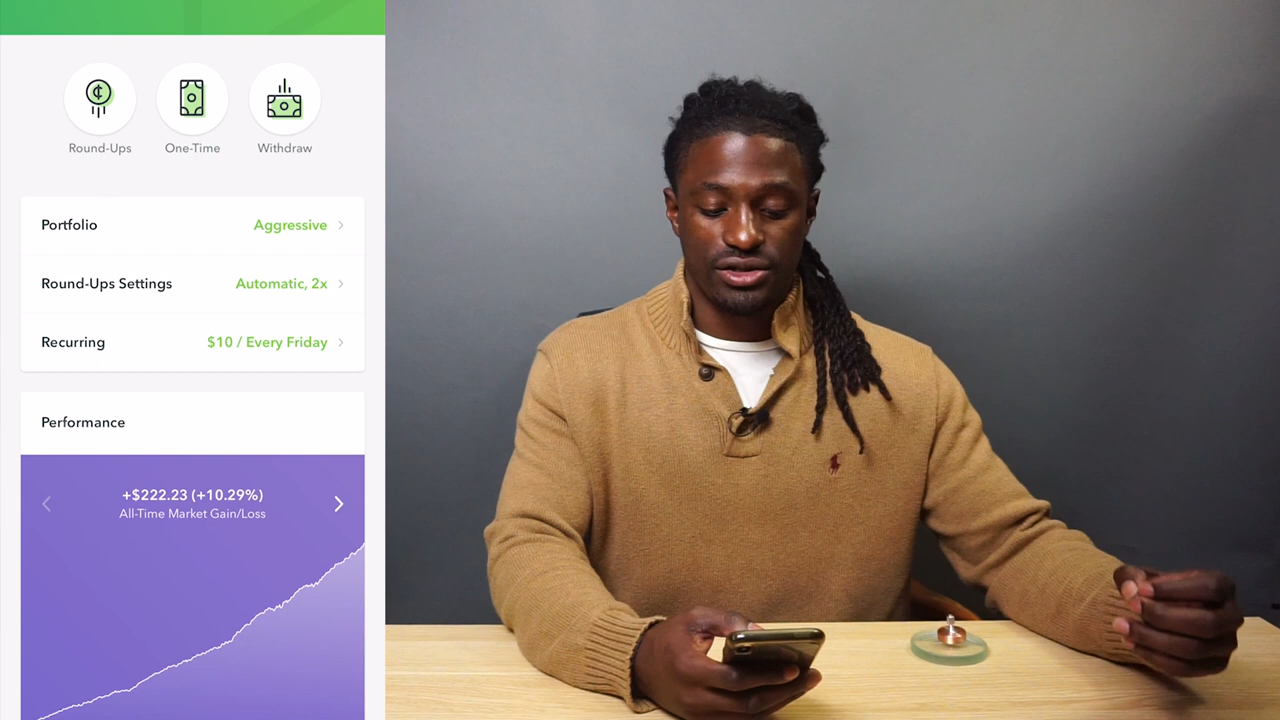 Round-Ups One-Time Withdraw
Portfolio Aggressive
Round-Ups Settings Automatic, 2x
Recurring $10 / Every Friday
Performance
+$222.23 (+10.29%)
All-Time Market Gain/Loss